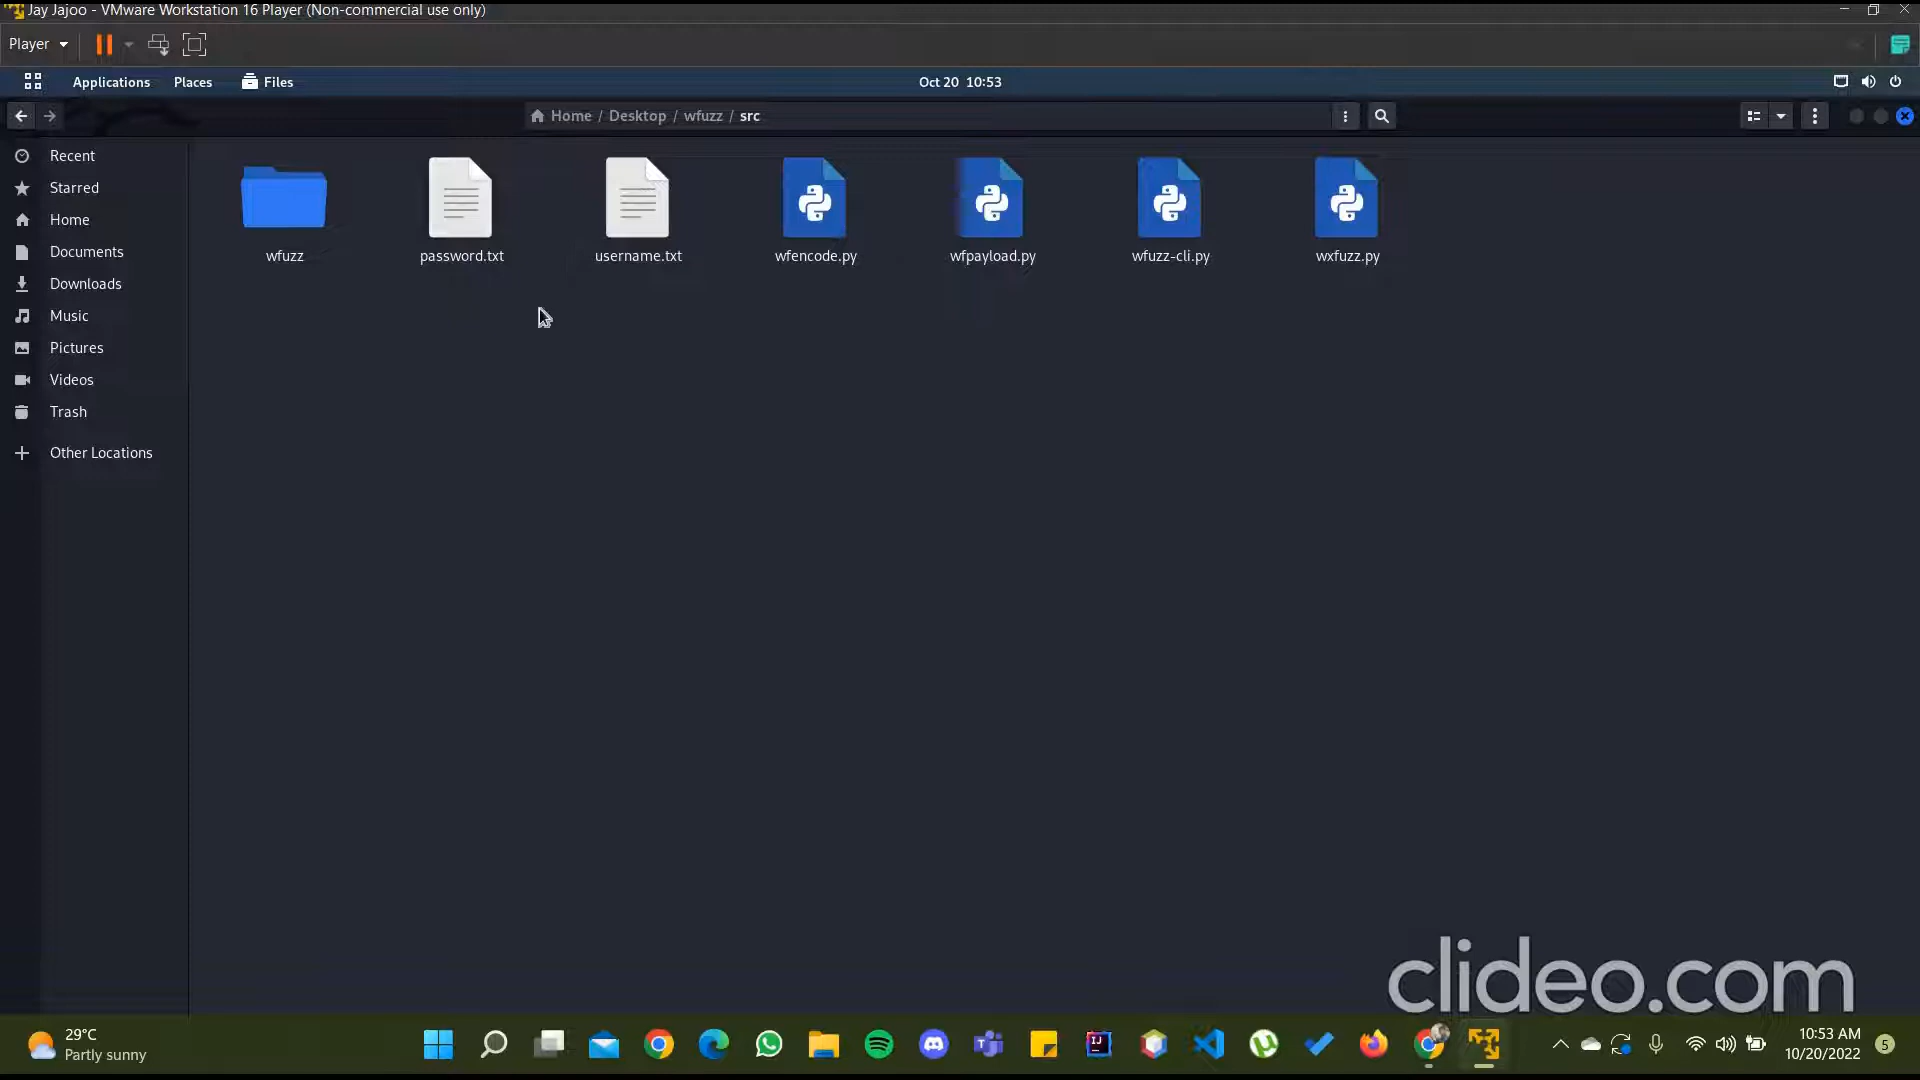 Jay Jajoo - VMware Workstation 16 Player (Non-commercial use only)
Player
Applications Places Files Oct 20 10:53
Home / Desktop / wfuzz / src
Recent
Starred
Home
Documents
Downloads
Music
Pictures
Videos
Trash
Other Locations
wfuzz password.txt username.txt wfencode.py wfpayload.py wfuzz-cli.py wxfuzz.py
clideo.com
29°C
Partly sunny
10:53 AM
10/20/2022
5